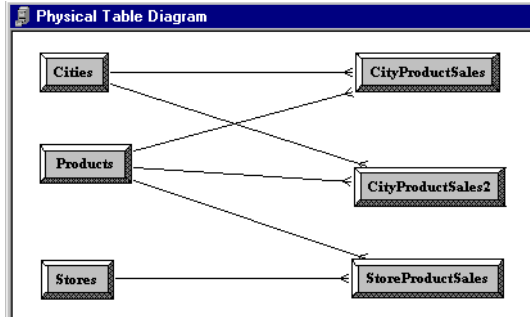 Physical Table Diagram
Cities
CityProductSales
Products
CityProductSales2
Stores
StoreProductSales